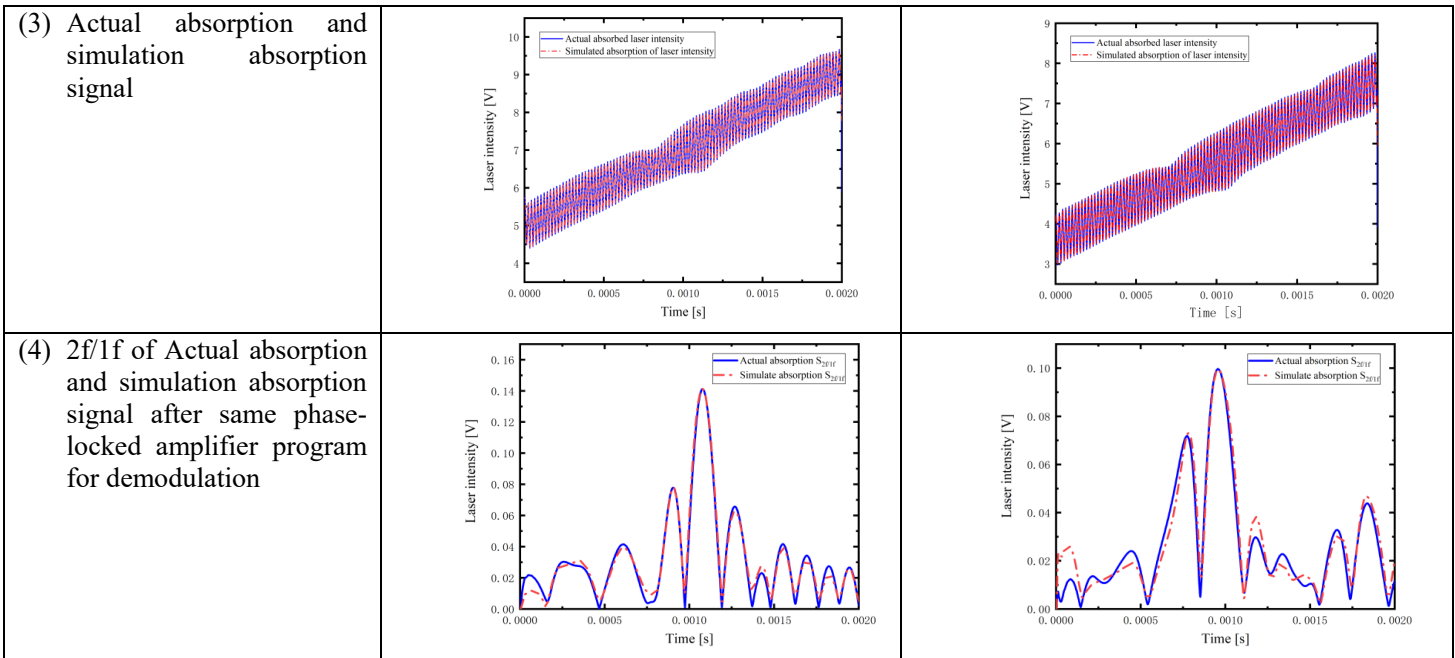 (3) Actual absorption and
simulation absorption
signal
Actual absorbed laser intensity
Simulated absorption of laser intensity
Laser intensity [V]
10
9
8
7
6
5
4
0.0000 0.0005 0.0010 0.0015 0.0020
Time [s]
Actual absorbed laser intensity
Simulated absorption of laser intensity
Laser intensity [V]
9
8
7
6
5
4
3
0.0000 0.0005 0.0010 0.0015 0.0020
Time [s]
(4) 2f/1f of Actual absorption
and simulation absorption
signal after same phase-
locked amplifier program
for demodulation
Actual absorption S2f/1f
Simulate absorption S2f/1f
Laser intensity [V]
0.16
0.14
0.12
0.10
0.08
0.06
0.04
0.02
0.00
0.0000 0.0005 0.0010 0.0015 0.0020
Time [s]
Actual absorption S2f/1f
Simulate absorption S2f/1f
Laser intensity [V]
0.10
0.08
0.06
0.04
0.02
0.00
0.0000 0.0005 0.0010 0.0015 0.0020
Time [s]